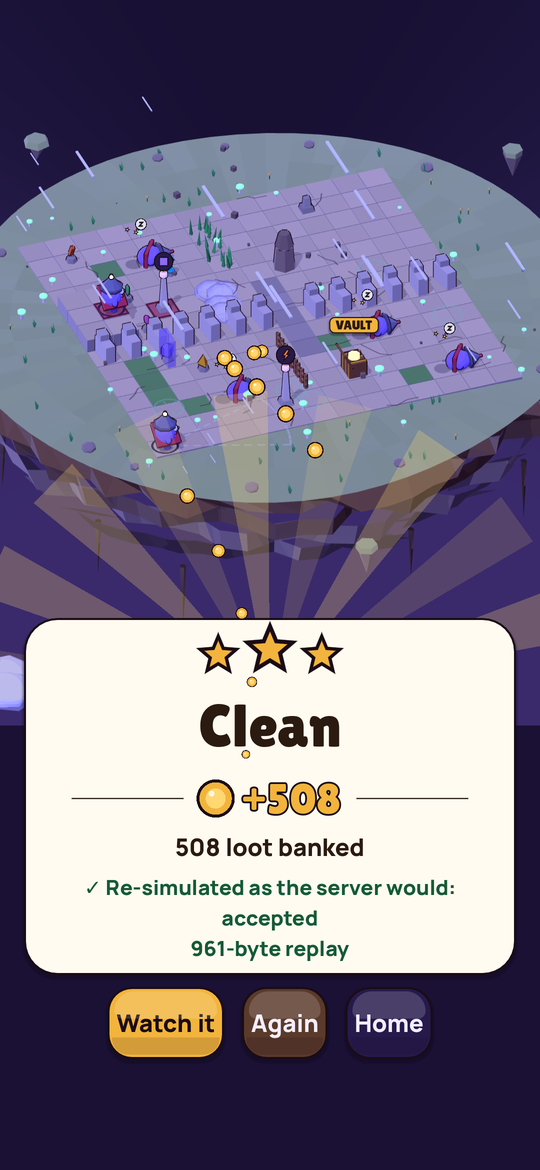 z
z
VAULT
z
Clean
+508
508 loot banked
✓ Re-simulated as the server would:
accepted
961-byte replay
Watch it
Again
Home